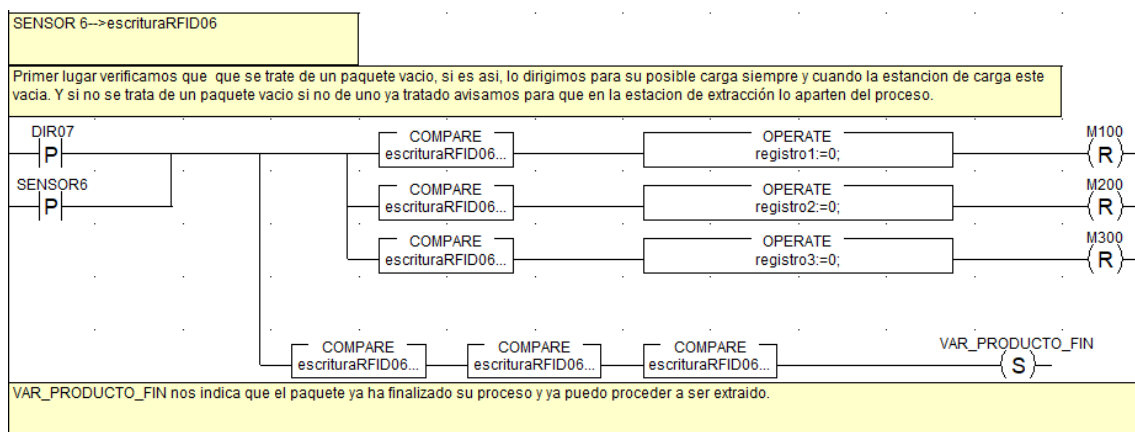 SENSOR 6-->escrituraRFID06
Primer lugar verificamos que que se trate de un paquete vacio, si es asi, lo dirigimos para su posible carga siempre y cuando la estancion de carga este
vacia. Y si no se trata de un paquete vacio si no de uno ya tratado avisamos para que en la estacion de extracción lo aparten del proceso.
DIR07
P
COMPARE
escrituraRFID06...
OPERATE
registro1:=0;
M100
R
SENSOR6
P
COMPARE
escrituraRFID06...
OPERATE
registro2:=0;
M200
R
COMPARE
escrituraRFID06...
OPERATE
registro3:=0;
M300
R
COMPARE
escrituraRFID06...
COMPARE
escrituraRFID06...
COMPARE
escrituraRFID06...
VAR_PRODUCTO_FIN
S
VAR_PRODUCTO_FIN nos indica que el paquete ya ha finalizado su proceso y ya puedo proceder a ser extraido.